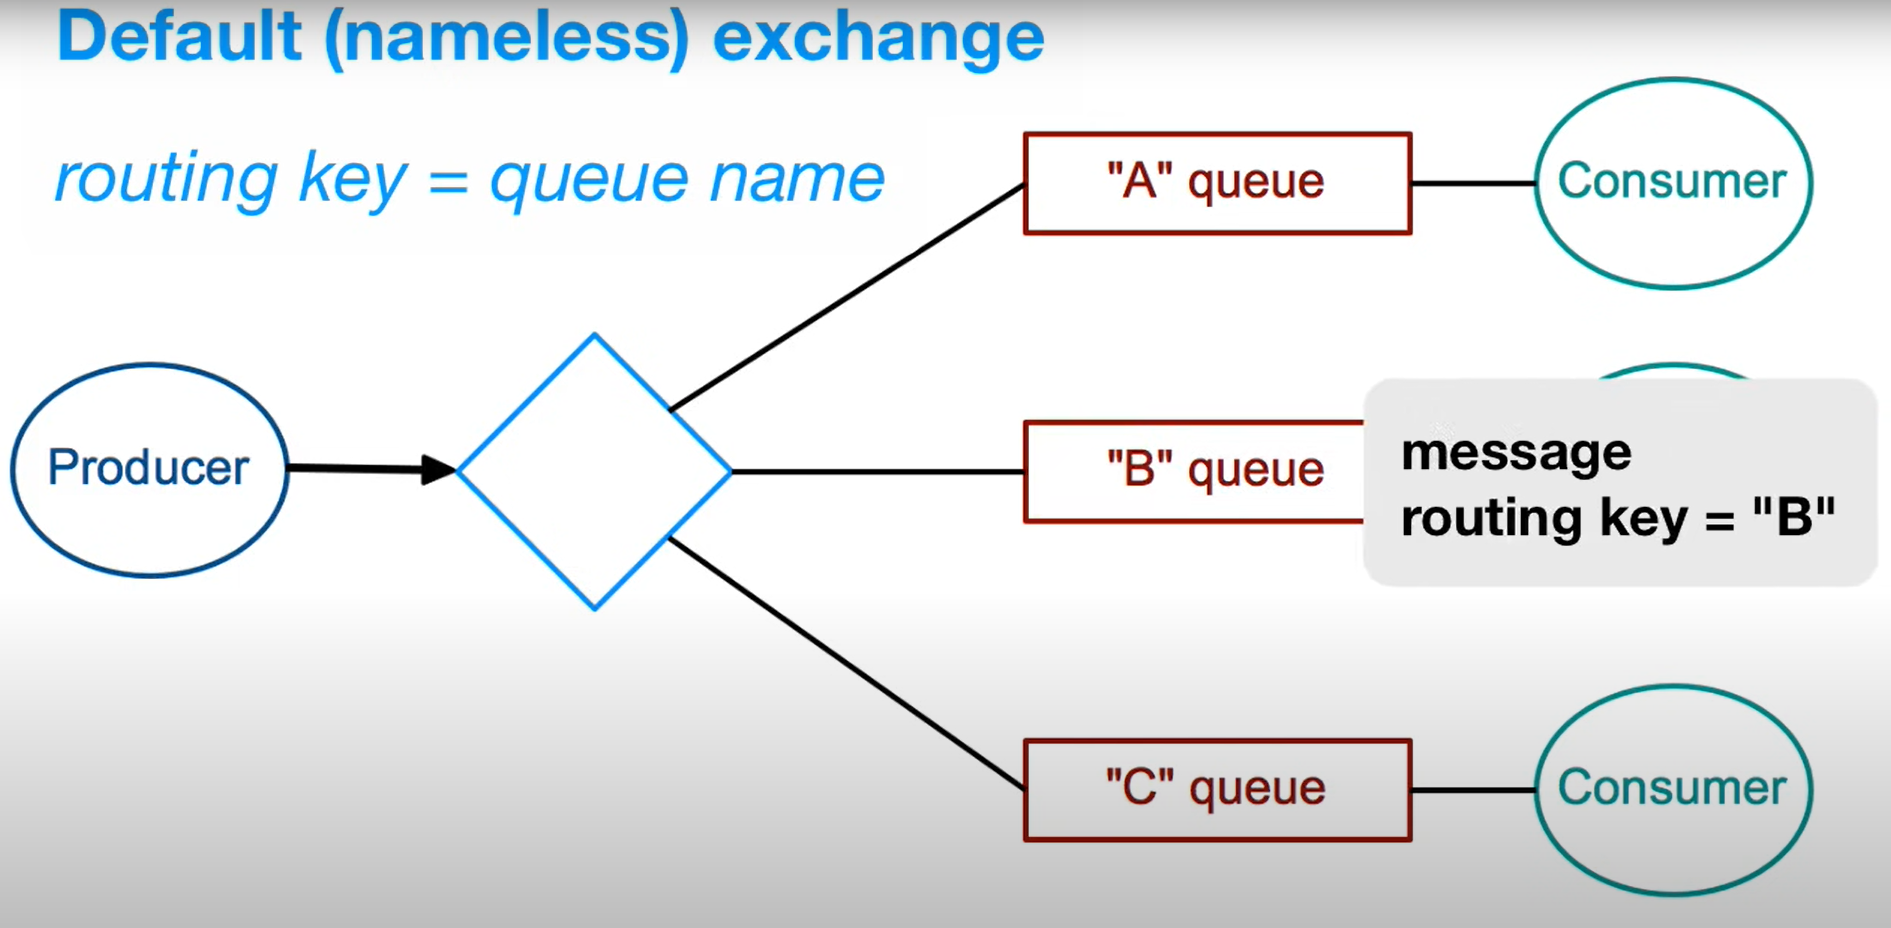 Default (nameless) exchange
routing key = queue name
"A" queue
Consumer
Producer
"B" queue
message
routing key = "B"
"C" queue
Consumer